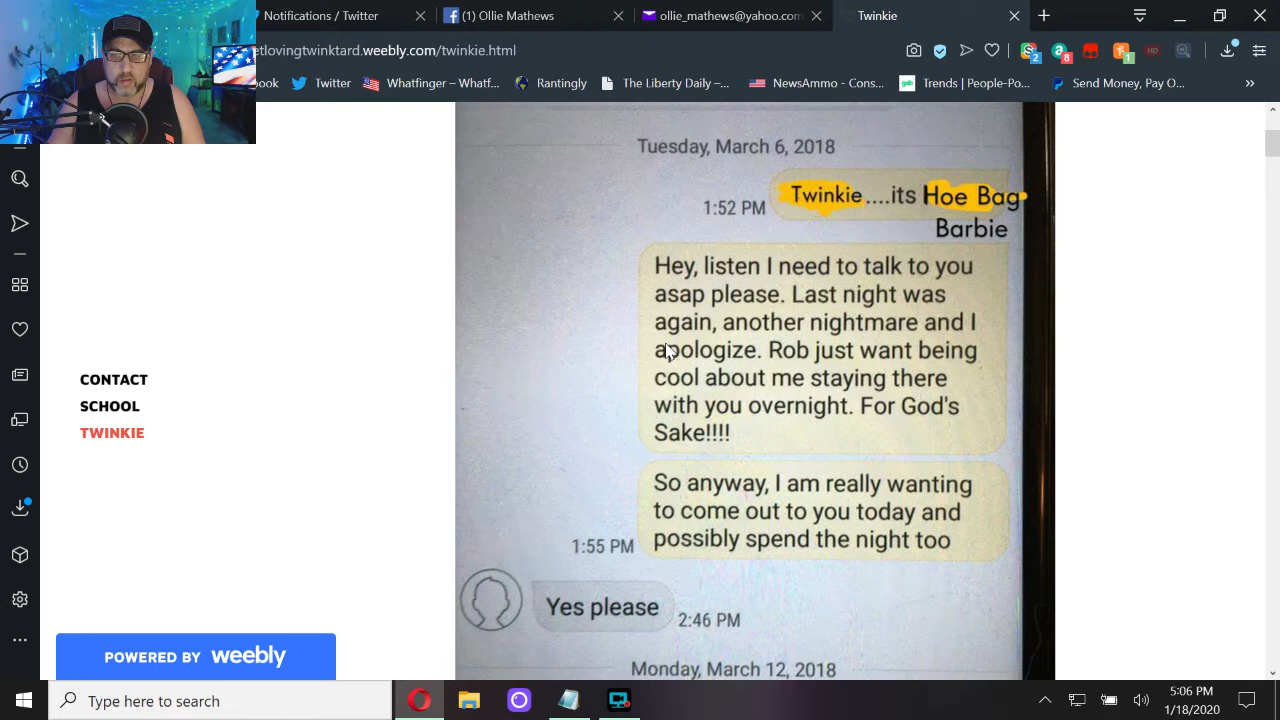 Notifications / Twitter
(1) Ollie Mathews
ollie_mathews@yahoo.com
Twinkie
etlovingtwinktard.weebly.com/twinkie.html
2
8
1
HD
book
Twitter
Whatfinger – Whatf...
Rantingly
The Liberty Daily –...
NewsAmmo - Cons...
gab
Trends | People-Po...
Send Money, Pay O...
Tuesday, March 6, 2018
Twinkie....its Hoe Bag
1:52 PM
Barbie
Hey, listen I need to talk to you
asap please. Last night was
again, another nightmare and I
apologize. Rob just want being
cool about me staying there
with you overnight. For God's
Sake!!!!
So anyway, I am really wanting
to come out to you today and
possibly spend the night too
1:55 PM
Yes please
2:46 PM
Monday, March 12, 2018
CONTACT
SCHOOL
TWINKIE
POWERED BY weebly
Type here to search
5:06 PM
1/18/2020